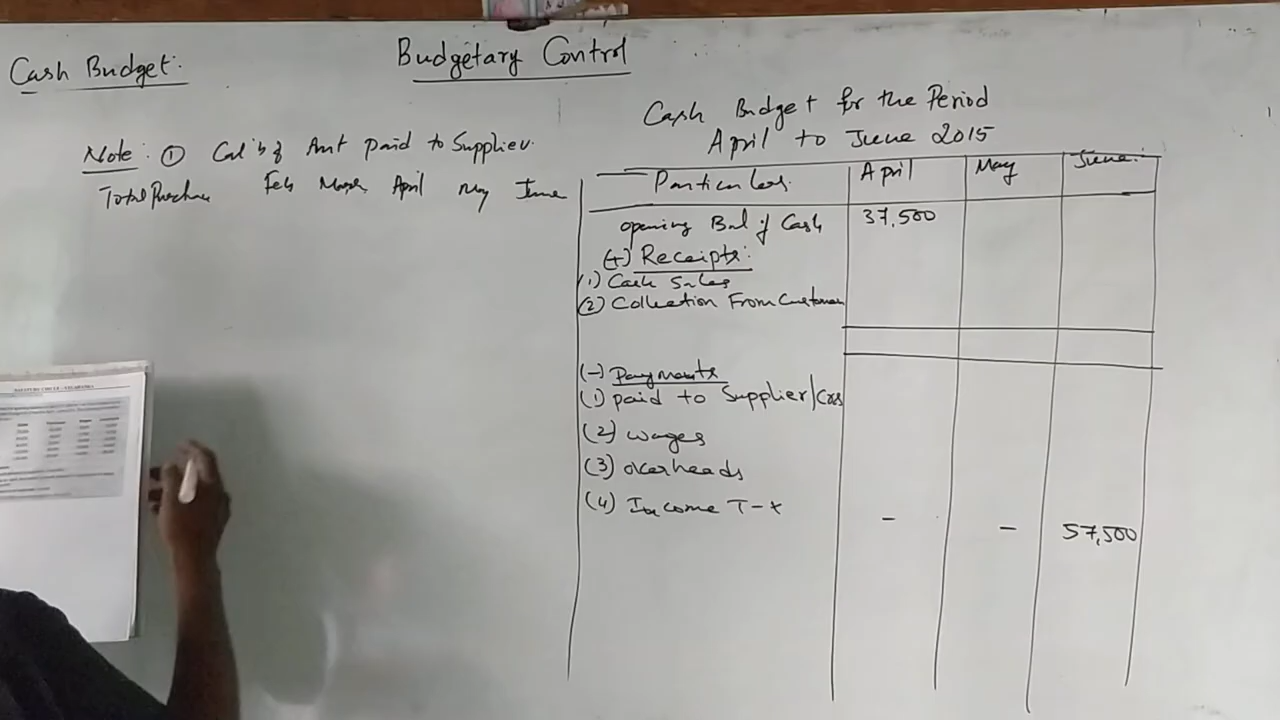 Cash Budget:
Budgetary Control
Note: ① Cal'n of Amt paid to Supplier.
Total Purchase Feb March April May June
Cash Budget for the Period
April to June 2015
Particulars April May June
opening Bal of Cash 37,500
(+) Receipts:
(1) Cash Sales
(2) Collection From Customer
(-) Payments
(1) paid to Supplier/Crs
(2) wages
(3) overheads
(4) Income T-x - - 57,500